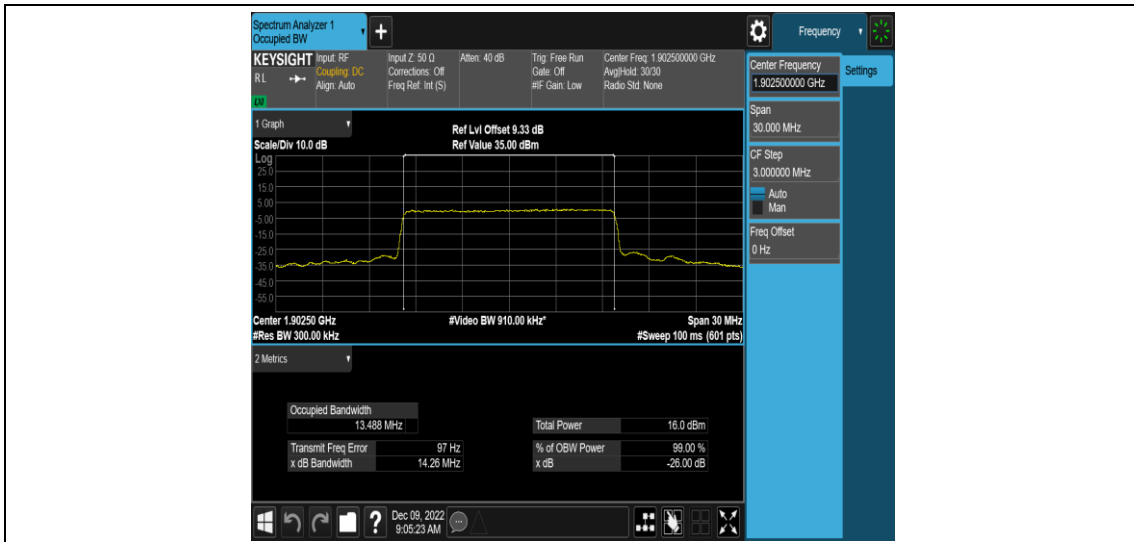 Spectrum Analyzer 1
Occupied BW
+
Frequency
KEYSIGHT
RL
LXI
Input: RF
Coupling: DC
Align: Auto
Input Z: 50 Ω
Corrections: Off
Freq Ref: Int (S)
Atten: 40 dB
Trig: Free Run
Gate: Off
#IF Gain: Low
Center Freq: 1.902500000 GHz
Avg|Hold: 30/30
Radio Std: None
Center Frequency
1.902500000 GHz
Settings
Span
30.000 MHz
CF Step
3.000000 MHz
Auto
Man
Freq Offset
0 Hz
1 Graph
Ref Lvl Offset 9.33 dB
Scale/Div 10.0 dB
Ref Value 35.00 dBm
Log
25.0
15.0
5.00
-5.00
-15.0
-25.0
-35.0
-45.0
-55.0
Center 1.90250 GHz
#Video BW 910.00 kHz*
Span 30 MHz
#Res BW 300.00 kHz
#Sweep 100 ms (601 pts)
2 Metrics
Occupied Bandwidth
13.488 MHz
Total Power
16.0 dBm
Transmit Freq Error
97 Hz
% of OBW Power
99.00 %
x dB Bandwidth
14.26 MHz
x dB
-26.00 dB
?
Dec 09, 2022
9:05:23 AM